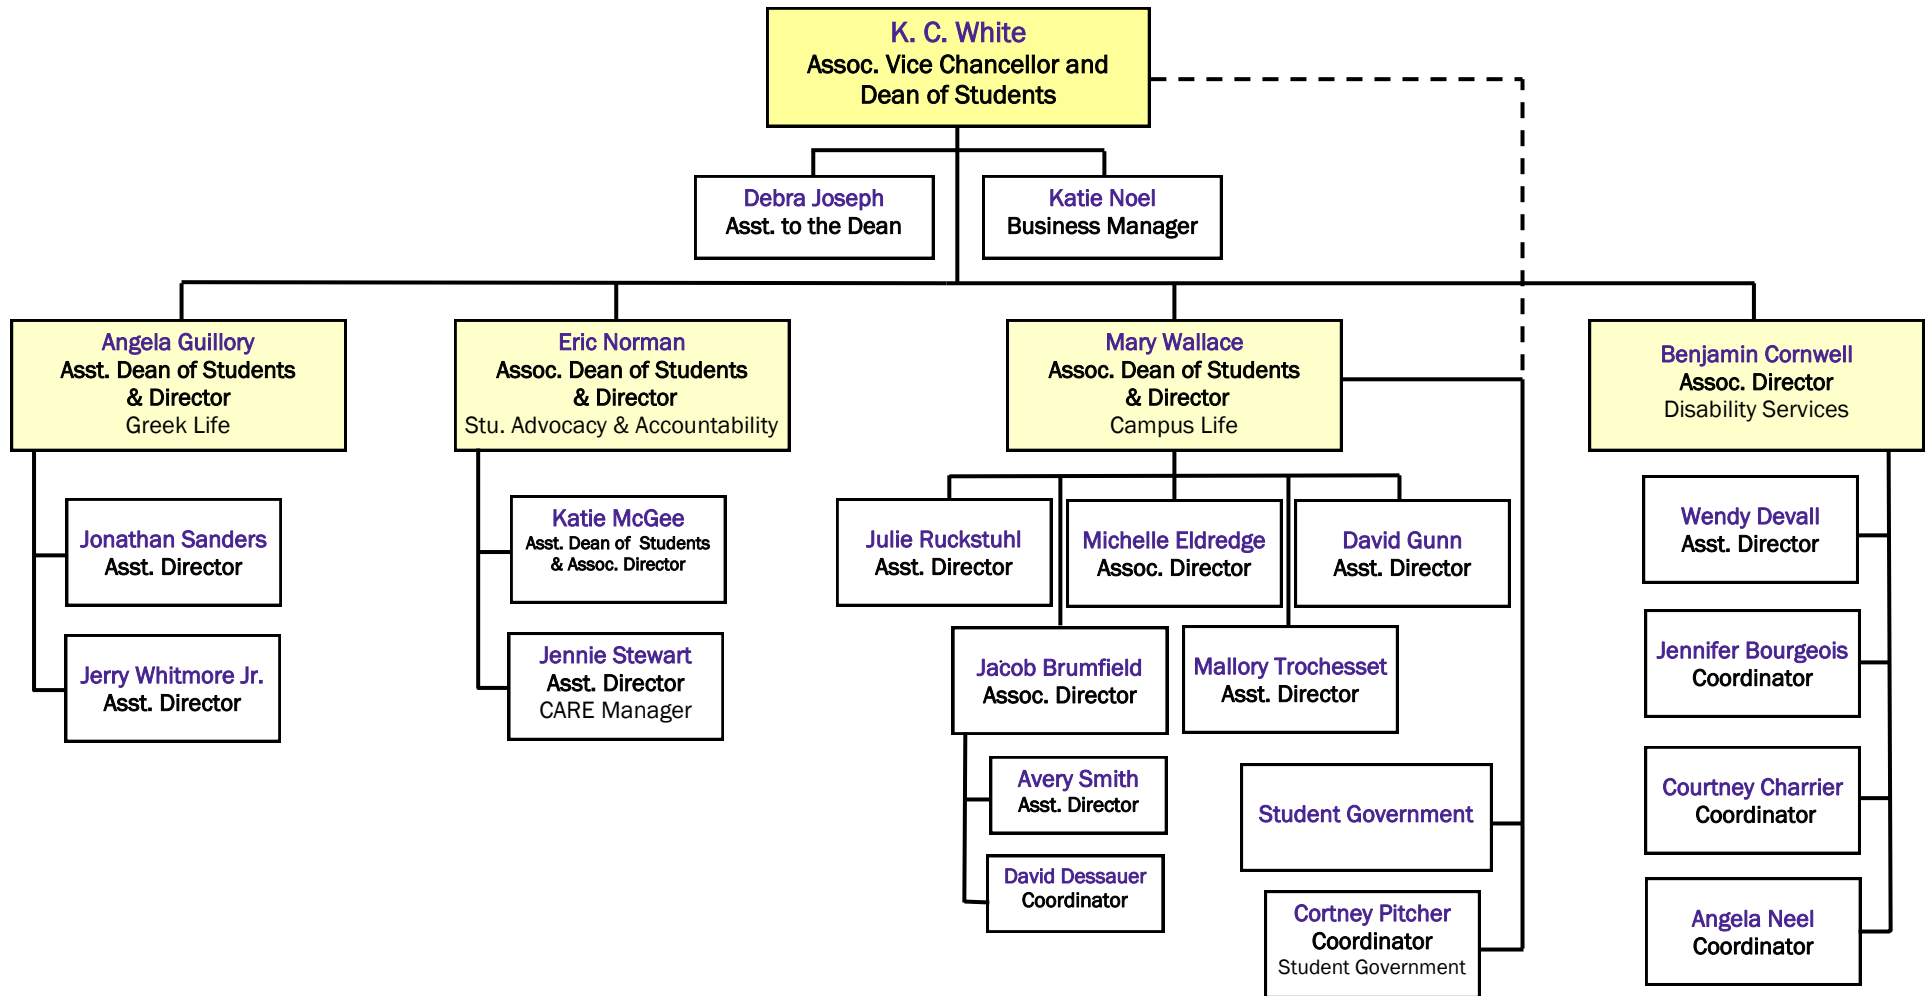 K. C. White
Assoc. Vice Chancellor and
Dean of Students
Debra Joseph
Asst. to the Dean
Katie Noel
Business Manager
Angela Guillory
Asst. Dean of Students
& Director
Greek Life
Eric Norman
Assoc. Dean of Students
& Director
Stu. Advocacy & Accountability
Mary Wallace
Assoc. Dean of Students
& Director
Campus Life
Benjamin Cornwell
Assoc. Director
Disability Services
Jonathan Sanders
Asst. Director
Jerry Whitmore Jr.
Asst. Director
Katie McGee
Asst. Dean of Students
& Assoc. Director
Jennie Stewart
Asst. Director
CARE Manager
Julie Ruckstuhl
Asst. Director
Michelle Eldredge
Assoc. Director
David Gunn
Asst. Director
Jacob Brumfield
Assoc. Director
Mallory Trochesset
Asst. Director
Avery Smith
Asst. Director
David Dessauer
Coordinator
Student Government
Cortney Pitcher
Coordinator
Student Government
Wendy Devall
Asst. Director
Jennifer Bourgeois
Coordinator
Courtney Charrier
Coordinator
Angela Neel
Coordinator